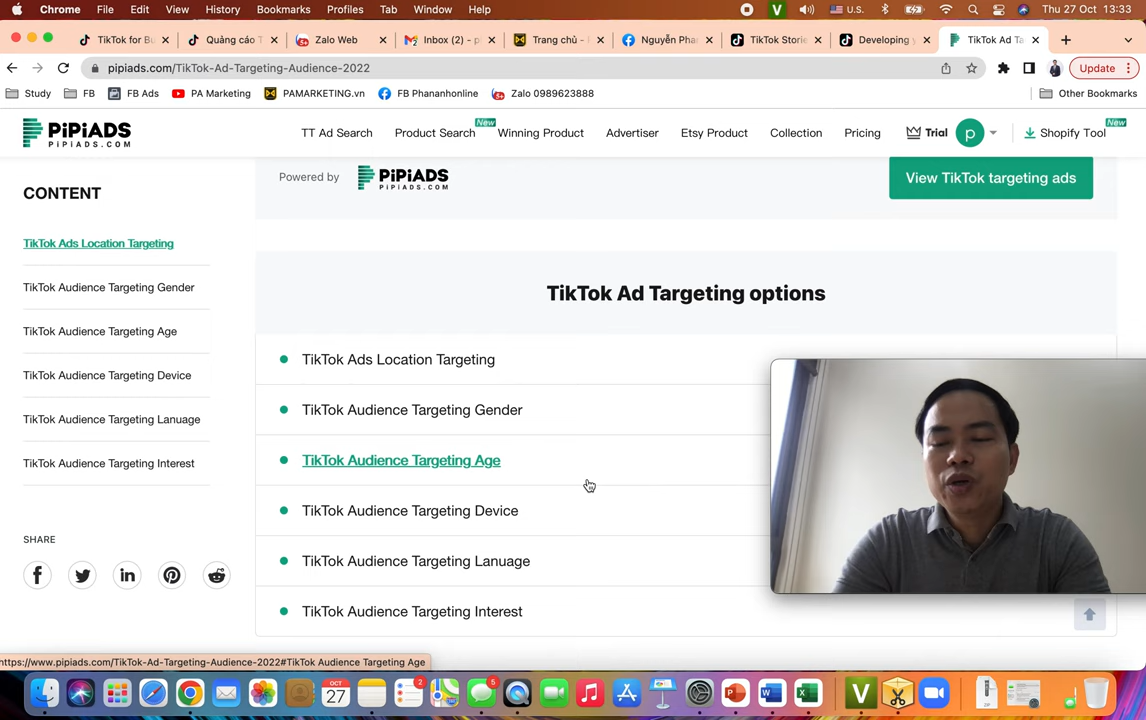 Chrome File Edit View History Bookmarks Profiles Tab Window Help V U.S. Thu 27 Oct 13:33
TikTok for Bu Quảng cáo T Zalo Web Inbox (2) - p Trang chủ - Nguyễn Phan TikTok Storie Developing y TikTok Ad Ta
pipiads.com/TikTok-Ad-Targeting-Audience-2022 Update
Study FB FB Ads PA Marketing PAMARKETING.vn FB Phananhonline Zalo 0989623888 Other Bookmarks
PiPiADS
PIPIADS.COM
TT Ad Search Product Search New Winning Product Advertiser Etsy Product Collection Pricing Trial p Shopify Tool New
CONTENT
TikTok Ads Location Targeting
TikTok Audience Targeting Gender
TikTok Audience Targeting Age
TikTok Audience Targeting Device
TikTok Audience Targeting Lanuage
TikTok Audience Targeting Interest
SHARE
Powered by PiPiADS
PIPIADS.COM
View TikTok targeting ads
TikTok Ad Targeting options
TikTok Ads Location Targeting
TikTok Audience Targeting Gender
TikTok Audience Targeting Age
TikTok Audience Targeting Device
TikTok Audience Targeting Lanuage
TikTok Audience Targeting Interest
https://www.pipiads.com/TikTok-Ad-Targeting-Audience-2022#TikTok Audience Targeting Age
OCT
27
2
5
V
ZIP